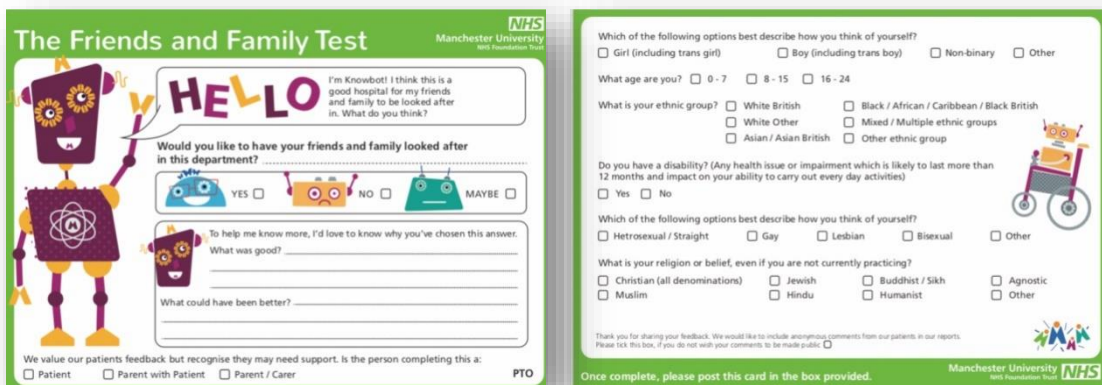 The Friends and Family Test
NHS
Manchester University
NHS Foundation Trust
HELLO
I'm Knowbot! I think this is a
good hospital for my friends
and family to be looked after
in. What do you think?
Would you like to have your friends and family looked after
in this department?
YES
NO
MAYBE
To help me know more, I'd love to know why you've chosen this answer.
What was good?
What could have been better?
We value our patients feedback but recognise they may need support. Is the person completing this a:
Patient Parent with Patient Parent / Carer
PTO
Which of the following options best describe how you think of yourself?
Girl (including trans girl) Boy (including trans boy) Non-binary Other
What age are you? 0 - 7 8 - 15 16 - 24
What is your ethnic group? White British Black / African / Caribbean / Black British
White Other Mixed / Multiple ethnic groups
Asian / Asian British Other ethnic group
Do you have a disability? (Any health issue or impairment which is likely to last more than
12 months and impact on your ability to carry out every day activities)
Yes No
Which of the following options best describe how you think of yourself?
Hetrosexual / Straight Gay Lesbian Bisexual Other
What is your religion or belief, even if you are not currently practicing?
Christian (all denominations) Jewish Buddhist / Sikh Agnostic
Muslim Hindu Humanist Other
Thank you for sharing your feedback. We would like to include anonymous comments from our patients in our reports.
Please tick this box, if you do not wish your comments to be made public
Once complete, please post this card in the box provided.
Manchester University
NHS Foundation Trust
NHS